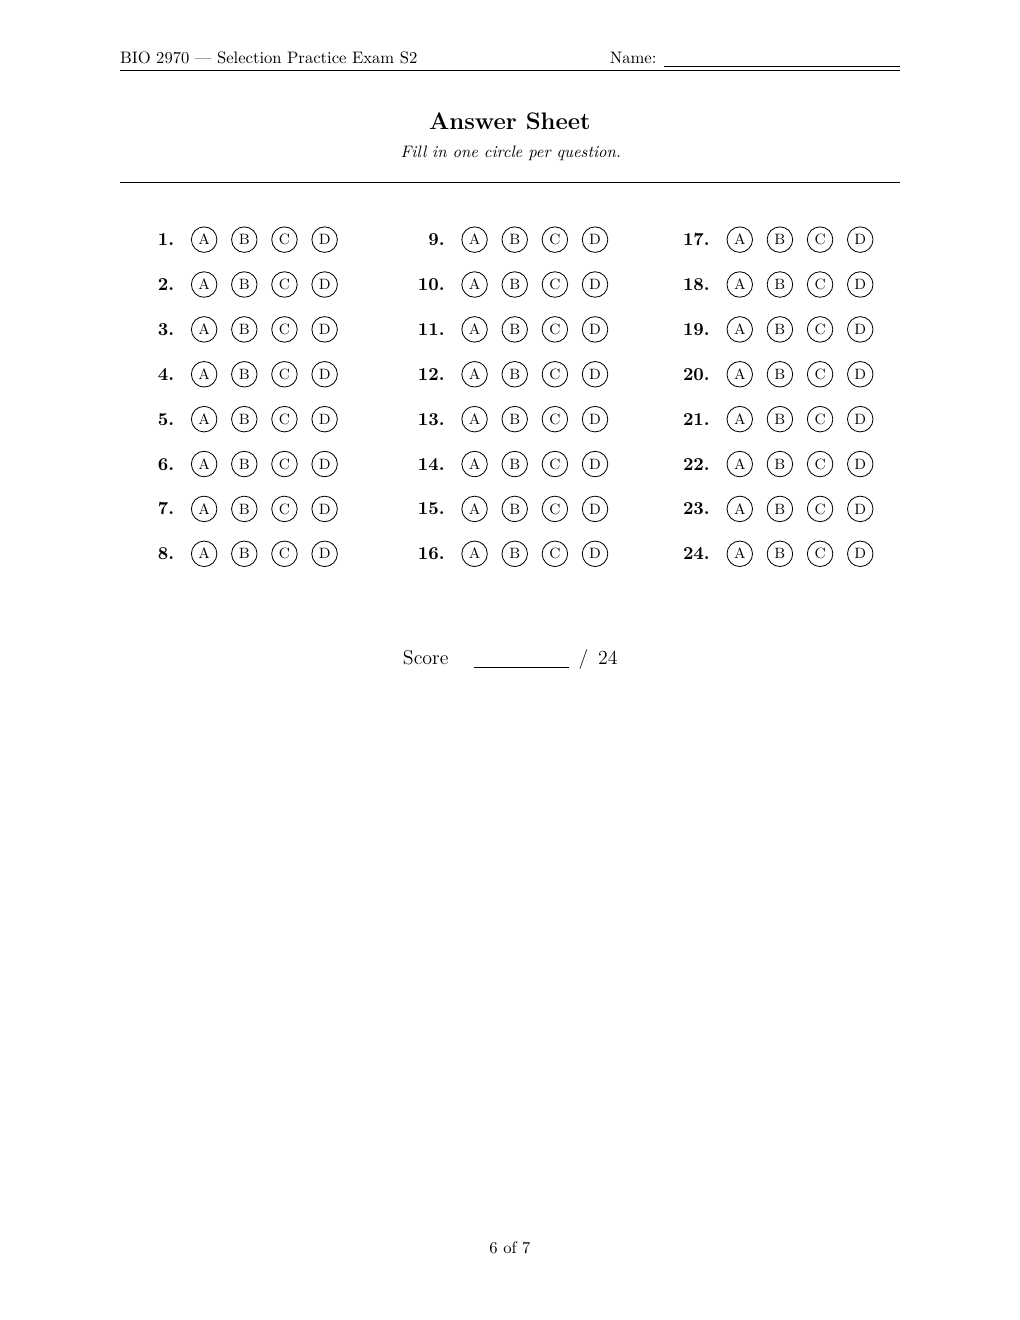 BIO 2970 — Selection Practice Exam S2 Name:
Answer Sheet
Fill in one circle per question.
1. A B C D 9. A B C D 17. A B C D
2. A B C D 10. A B C D 18. A B C D
3. A B C D 11. A B C D 19. A B C D
4. A B C D 12. A B C D 20. A B C D
5. A B C D 13. A B C D 21. A B C D
6. A B C D 14. A B C D 22. A B C D
7. A B C D 15. A B C D 23. A B C D
8. A B C D 16. A B C D 24. A B C D
Score / 24
6 of 7